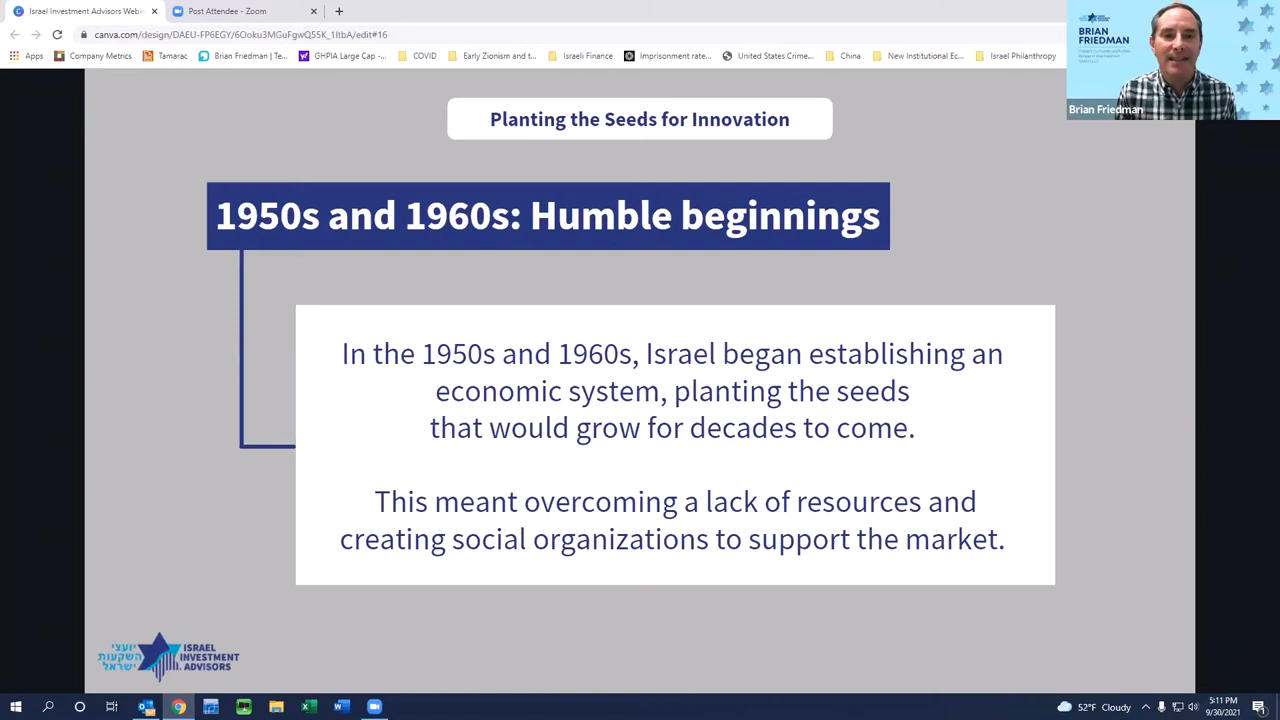 Israel Investment Advisors Webin
Post Attendee - Zoom
canva.com/design/DAEU-FP6EGY/6Ooku3MGuFgwQ55K_1ItbA/edit#16
Apps
Company Metrics
Tamarac
Brian Friedman | Te...
GHPIA Large Cap
COVID
Early Zionism and t...
Israeli Finance
Imprisonment rate...
United States Crime...
China
New Institutional Ec...
Israel Philanthropy
ISRAEL
INVESTMENT
ADVISORS
BRIAN
FRIEDMAN
Brian Friedman
Planting the Seeds for Innovation
1950s and 1960s: Humble beginnings
In the 1950s and 1960s, Israel began establishing an
economic system, planting the seeds
that would grow for decades to come.
This meant overcoming a lack of resources and
creating social organizations to support the market.
יועצי
השקעות
ישראל
ISRAEL
INVESTMENT
ADVISORS
52°F Cloudy
5:11 PM
9/30/2021